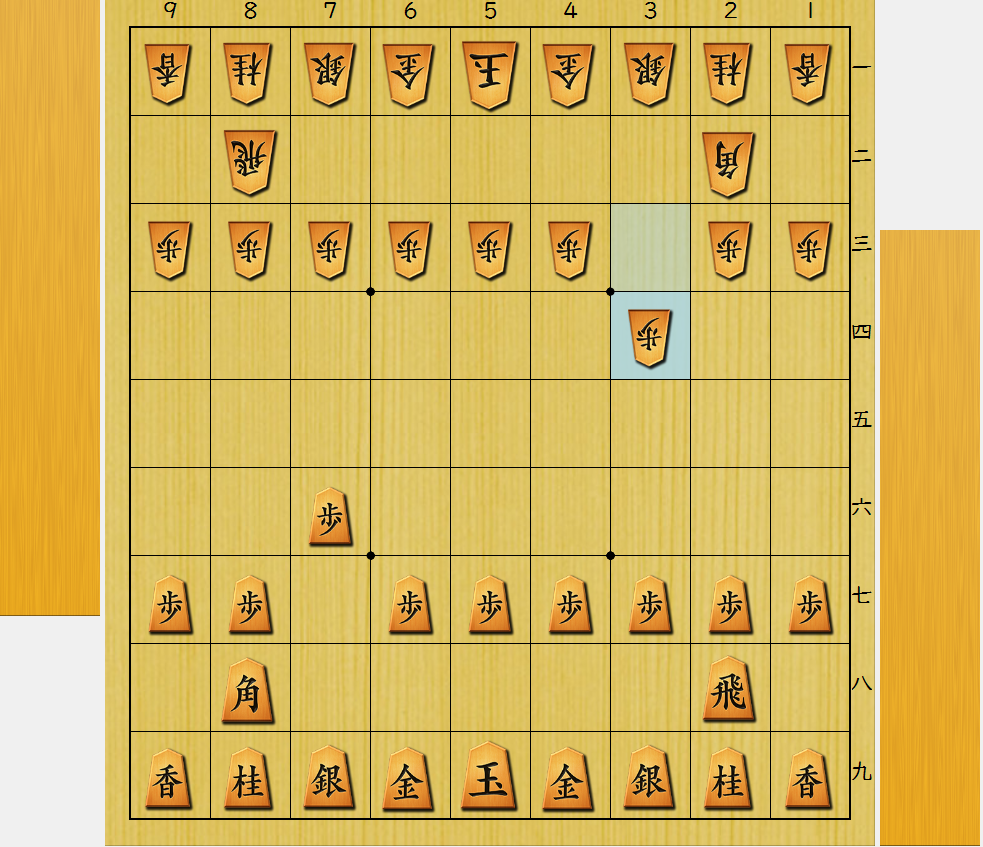 9 8 7 6 5 4 3 2 1
香 桂 銀 金 王 金 銀 桂 香 一
飛 角 二
歩 歩 歩 歩 歩 歩 歩 歩 三
歩 四
五
歩 六
歩 歩 歩 歩 歩 歩 歩 歩 七
角 飛 八
香 桂 銀 金 玉 金 銀 桂 香 九